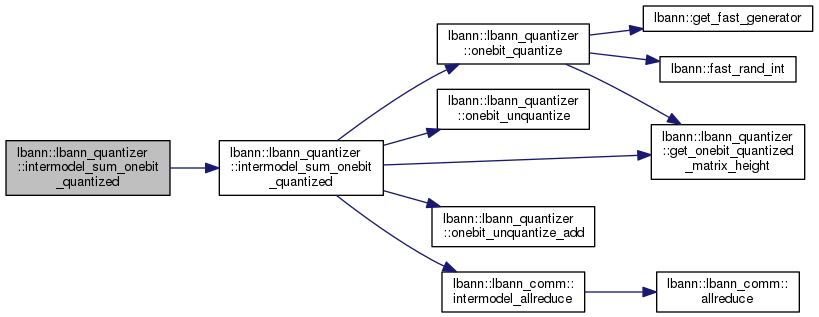 lbann::lbann_quantizer
::intermodel_sum_onebit
_quantized
lbann::lbann_quantizer
::intermodel_sum_onebit
_quantized
lbann::lbann_quantizer
::onebit_quantize
lbann::get_fast_generator
lbann::fast_rand_int
lbann::lbann_quantizer
::onebit_unquantize
lbann::lbann_quantizer
::get_onebit_quantized
_matrix_height
lbann::lbann_quantizer
::onebit_unquantize_add
lbann::lbann_comm::
intermodel_allreduce
lbann::lbann_comm::
allreduce